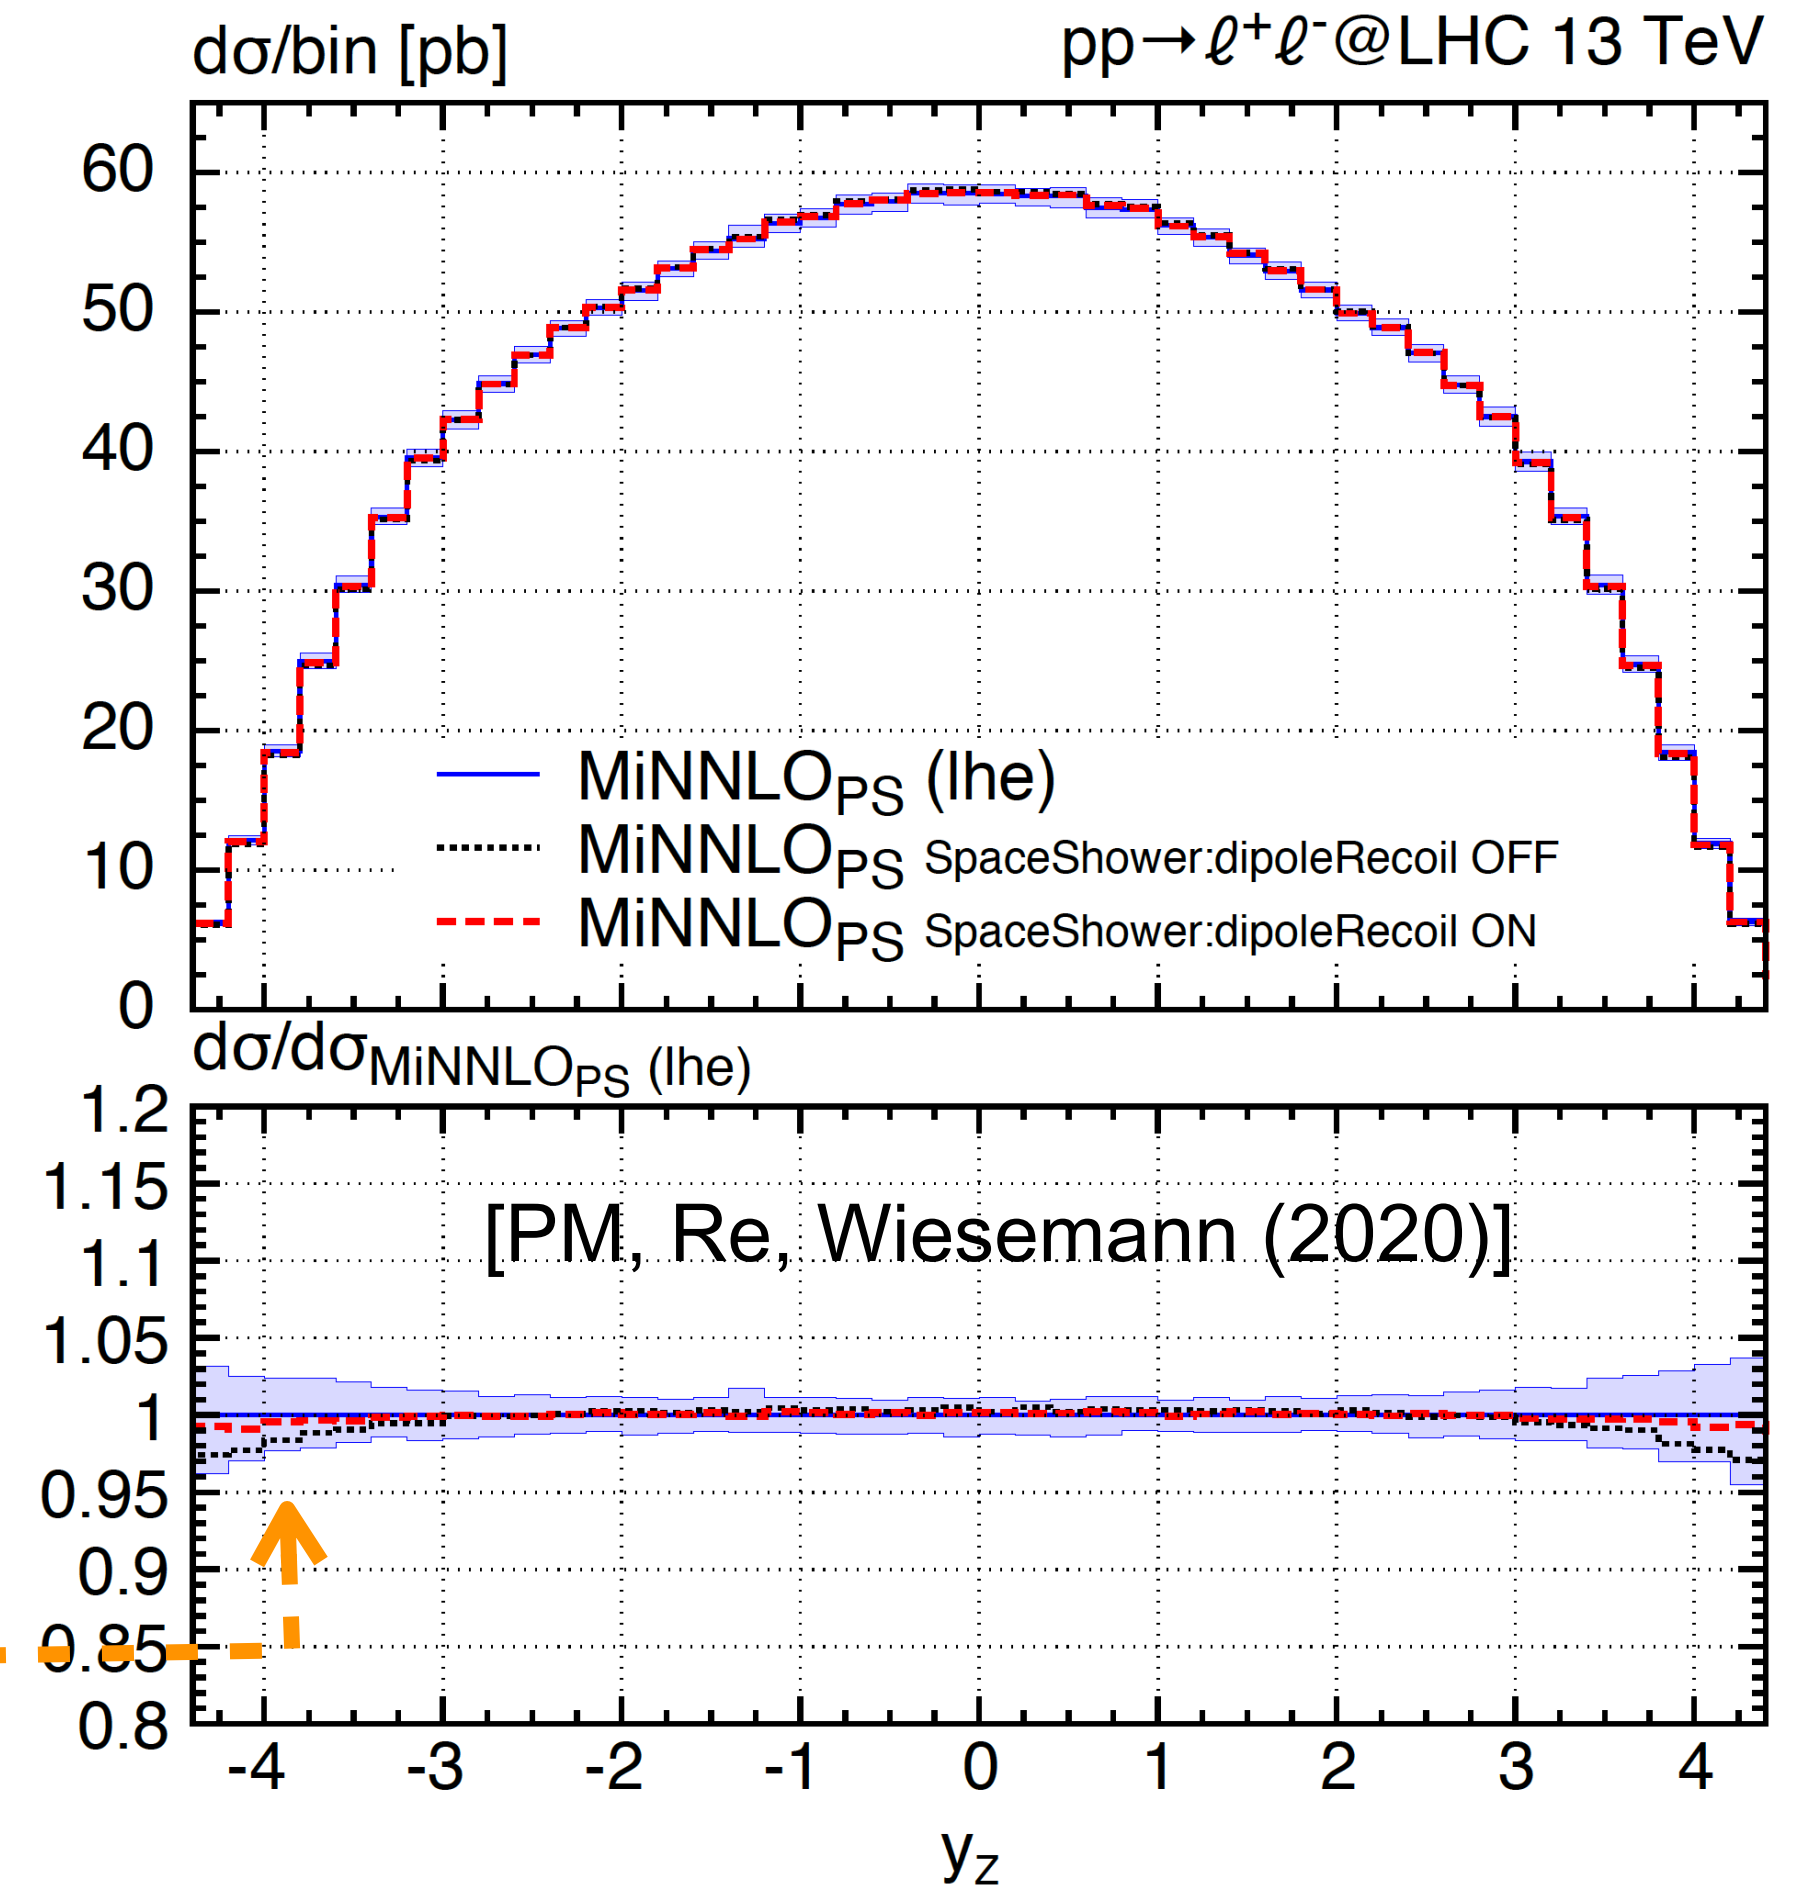 dσ/bin [pb]
pp→ℓ+ℓ-@LHC 13 TeV
60
50
40
30
20
10
0
MiNNLOPS (lhe)
MiNNLOPS SpaceShower:dipoleRecoil OFF
MiNNLOPS SpaceShower:dipoleRecoil ON
dσ/dσMiNNLOPS (lhe)
1.2
1.15
1.1
1.05
1
0.95
0.9
0.85
0.8
[PM, Re, Wiesemann (2020)]
-4 -3 -2 -1 0 1 2 3 4
yZ